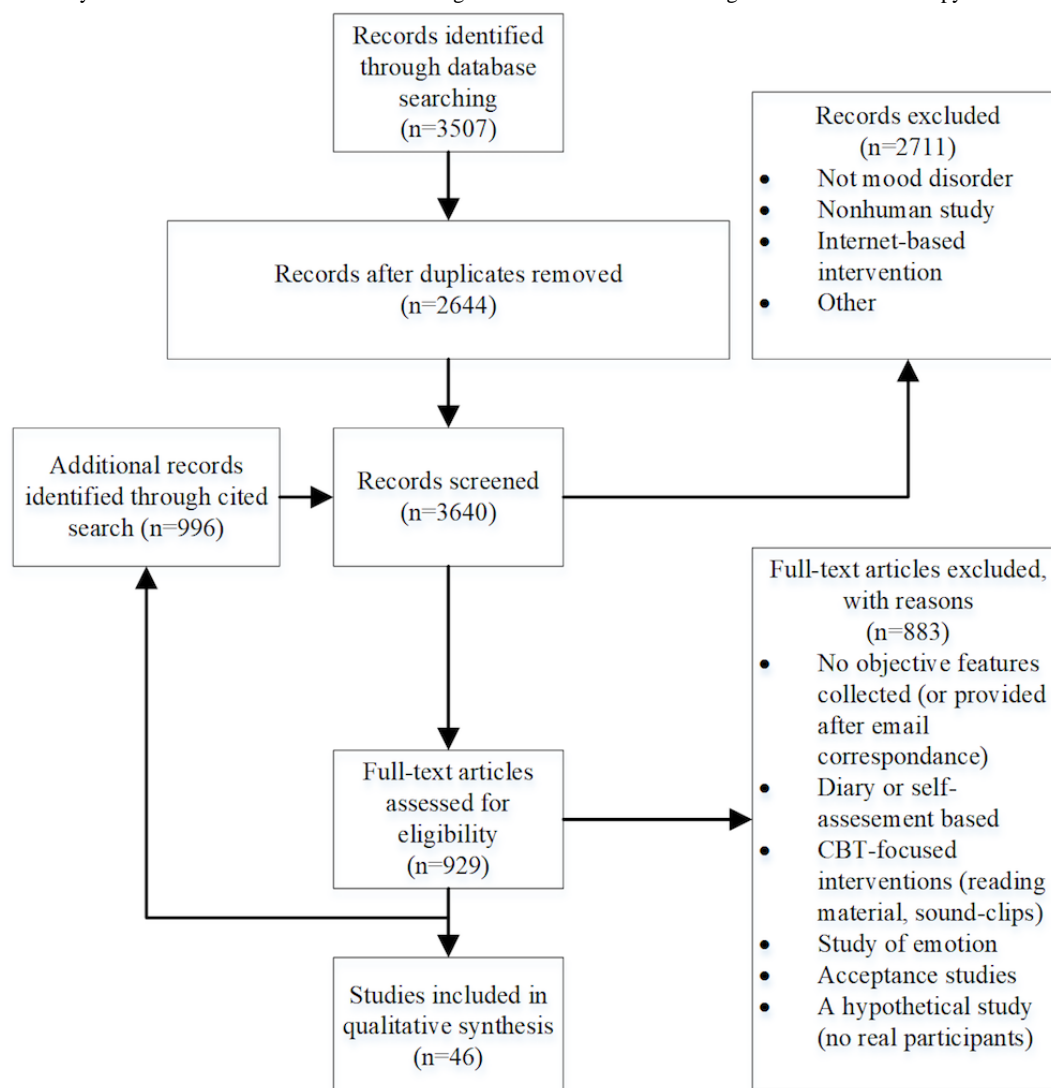 Records identified
through database
searching
(n=3507)
Records excluded
(n=2711)
• Not mood disorder
• Nonhuman study
• Internet-based
intervention
• Other
Records after duplicates removed
(n=2644)
Additional records
identified through cited
search (n=996)
Records screened
(n=3640)
Full-text articles excluded,
with reasons
(n=883)
• No objective features
collected (or provided
after email
correspondance)
• Diary or self-
assesement based
• CBT-focused
interventions (reading
material, sound-clips)
• Study of emotion
• Acceptance studies
• A hypothetical study
(no real participants)
Full-text articles
assessed for
eligibility
(n=929)
Studies included in
qualitative synthesis
(n=46)